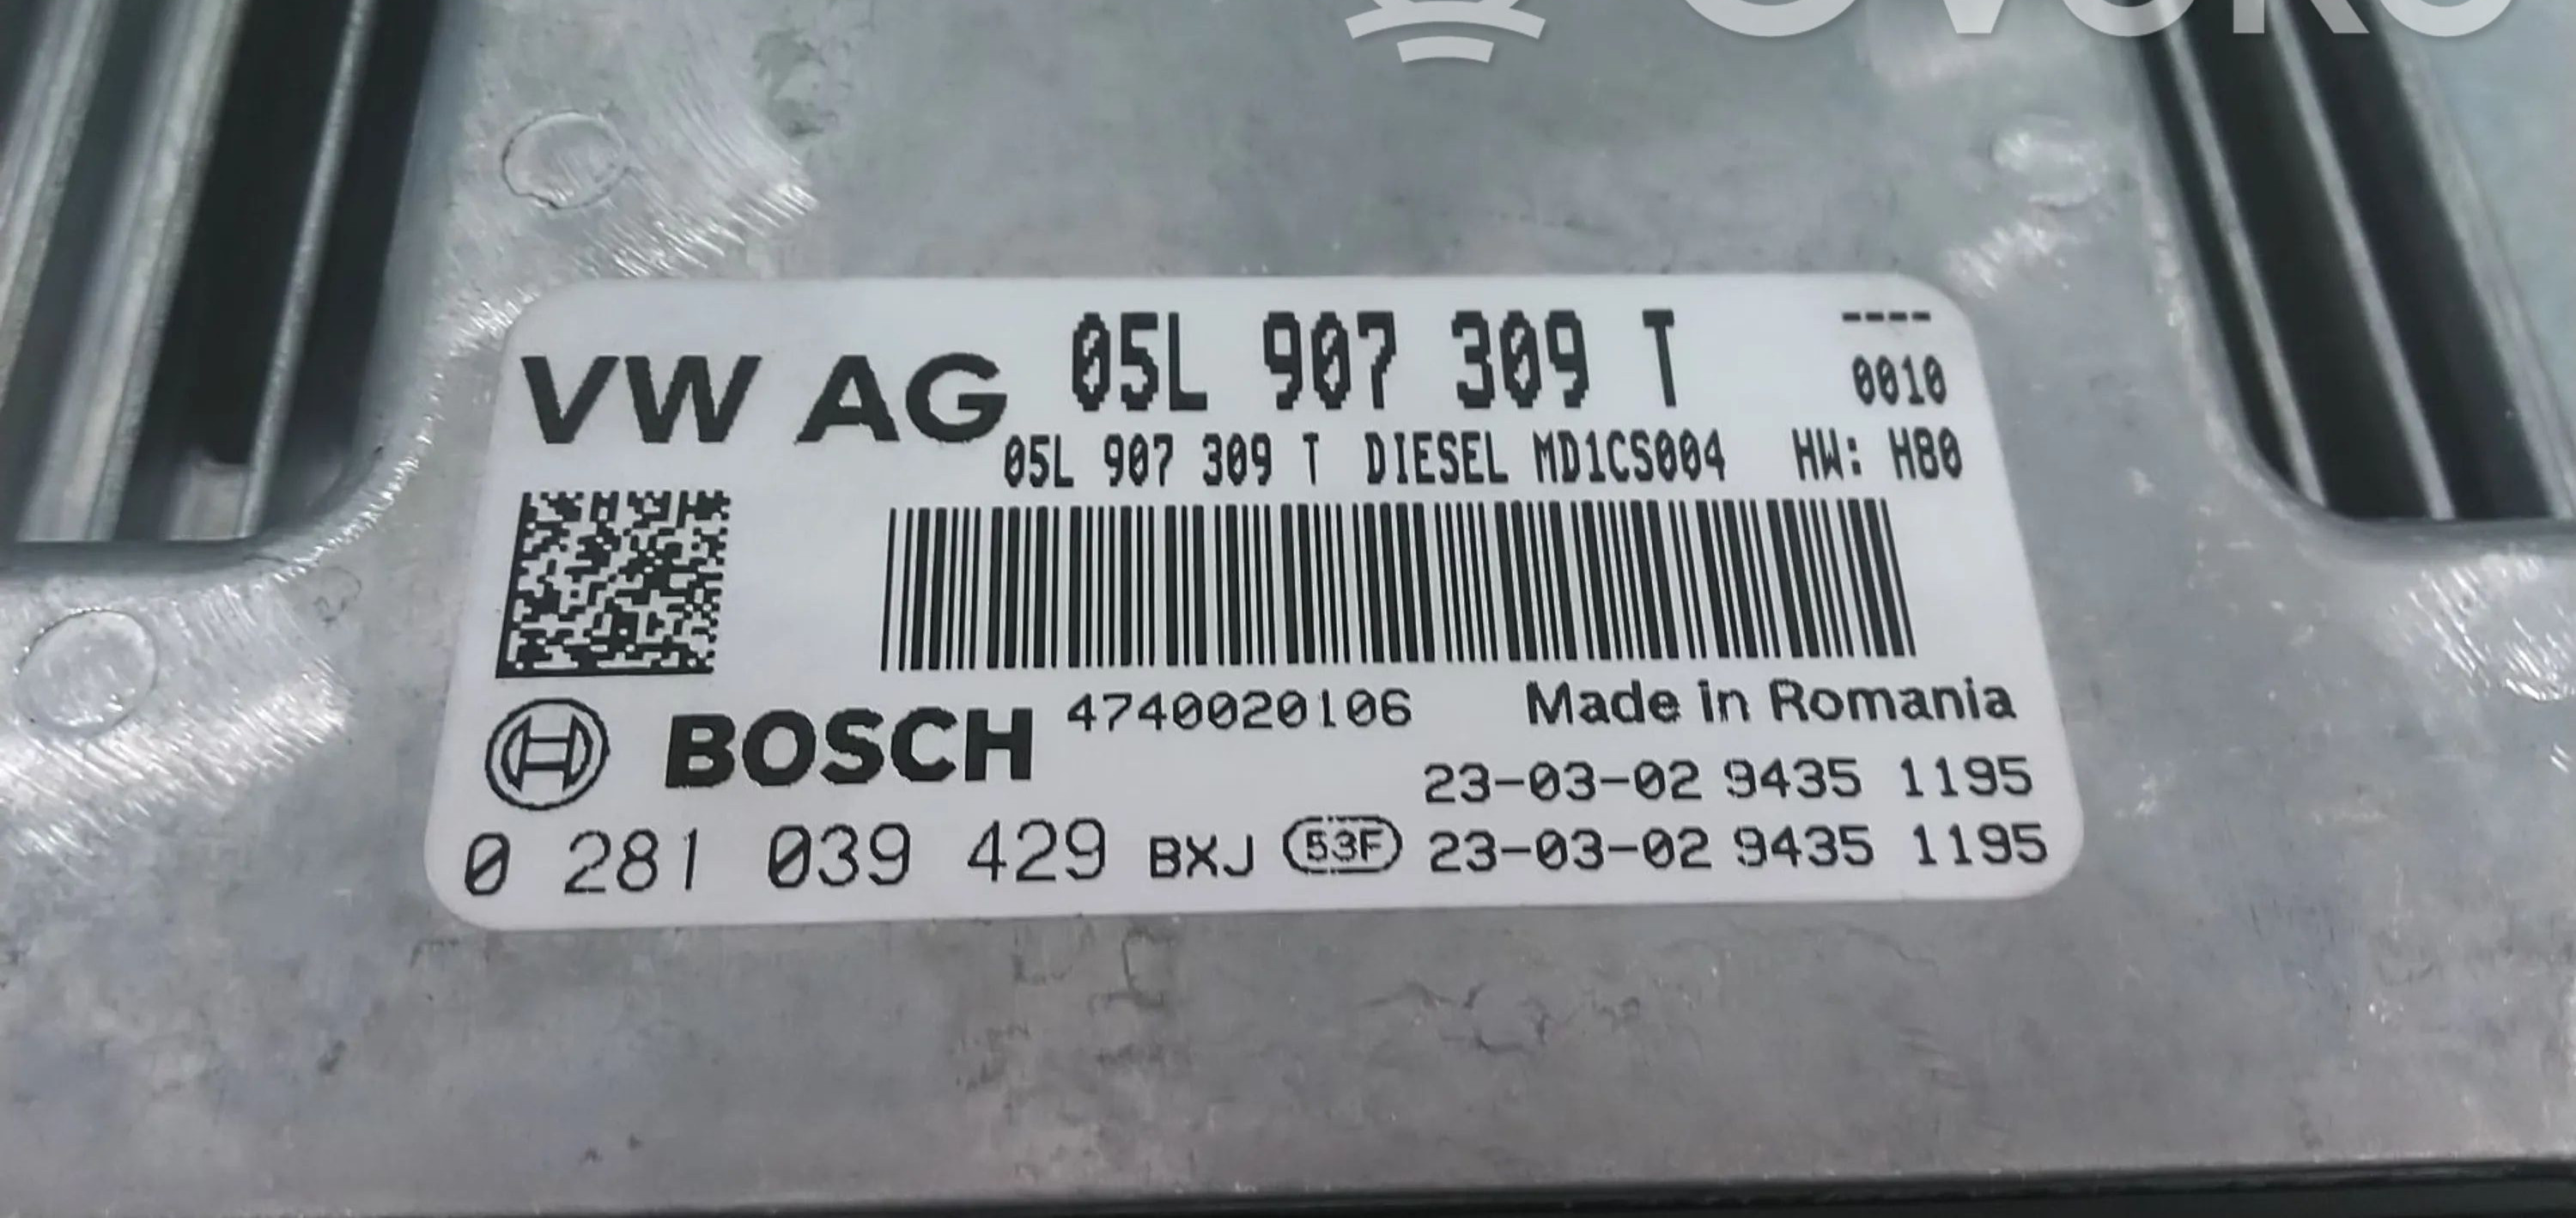 VW AG 05L 907 309 T ----
0010
05L 907 309 T DIESEL MD1CS004 HW: H80
BOSCH 4740020106 Made in Romania
23-03-02 9435 1195
0 281 039 429 BXJ 53F 23-03-02 9435 1195